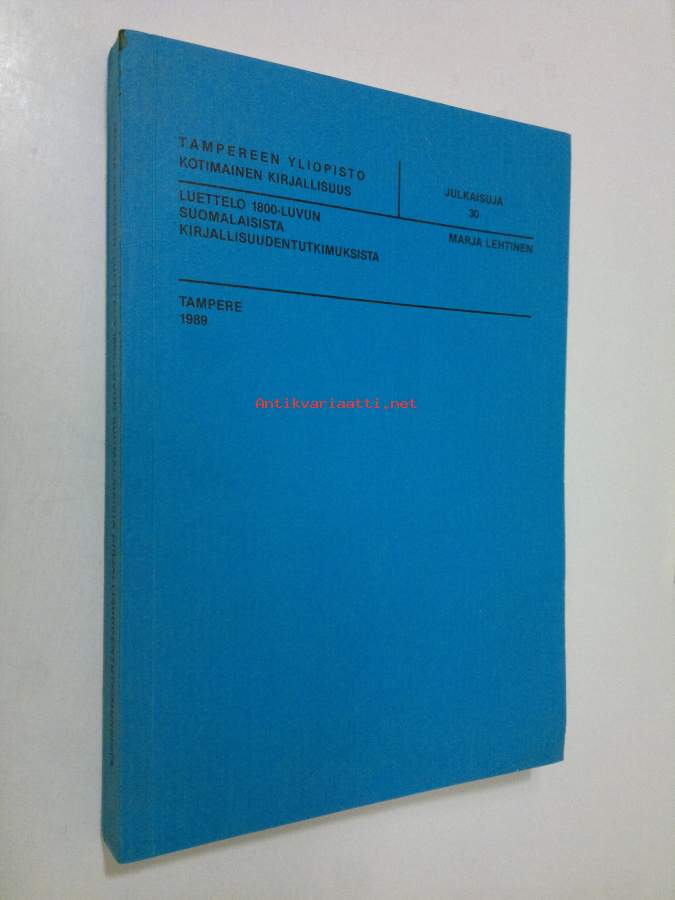 TAMPEREEN YLIOPISTO
KOTIMAINEN KIRJALLISUUS
JULKAISUJA
30
LUETTELO 1800-LUVUN
SUOMALAISISTA
KIRJALLISUUDENTUTKIMUKSISTA
MARJA LEHTINEN
TAMPERE
1989
Antikvariaatti.net